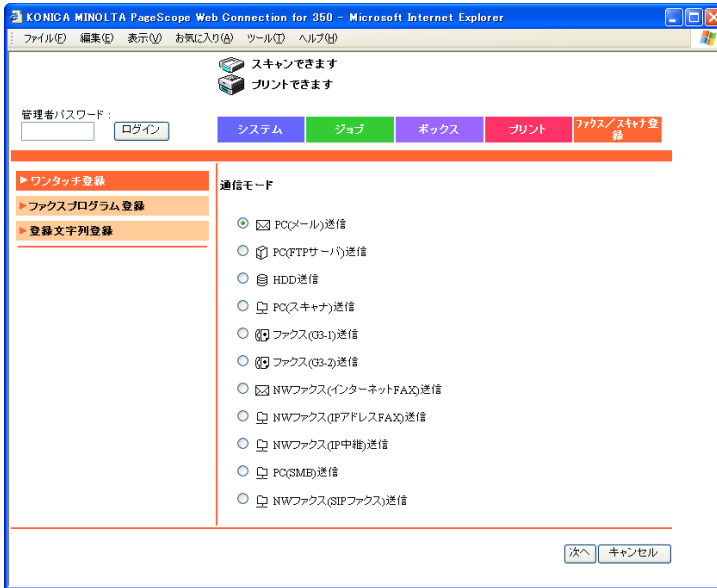 KONICA MINOLTA PageScope Web Connection for 350 - Microsoft Internet Explorer
ファイル(F) 編集(E) 表示(V) お気に入り(A) ツール(T) ヘルプ(H)
スキャンできます
プリントできます
管理者パスワード :
ログイン
システム ジョブ ボックス プリント ファクス／スキャナ登
録
ワンタッチ登録
ファクスプログラム登録
登録文字列登録
通信モード
PC(メール)送信
PC(FTPサーバ)送信
HDD送信
PC(スキャナ)送信
ファクス(G3-1)送信
ファクス(G3-2)送信
NWファクス(インターネットFAX)送信
NWファクス(IPアドレスFAX)送信
NWファクス(IP中継)送信
PC(SMB)送信
NWファクス(SIPファクス)送信
次へ キャンセル